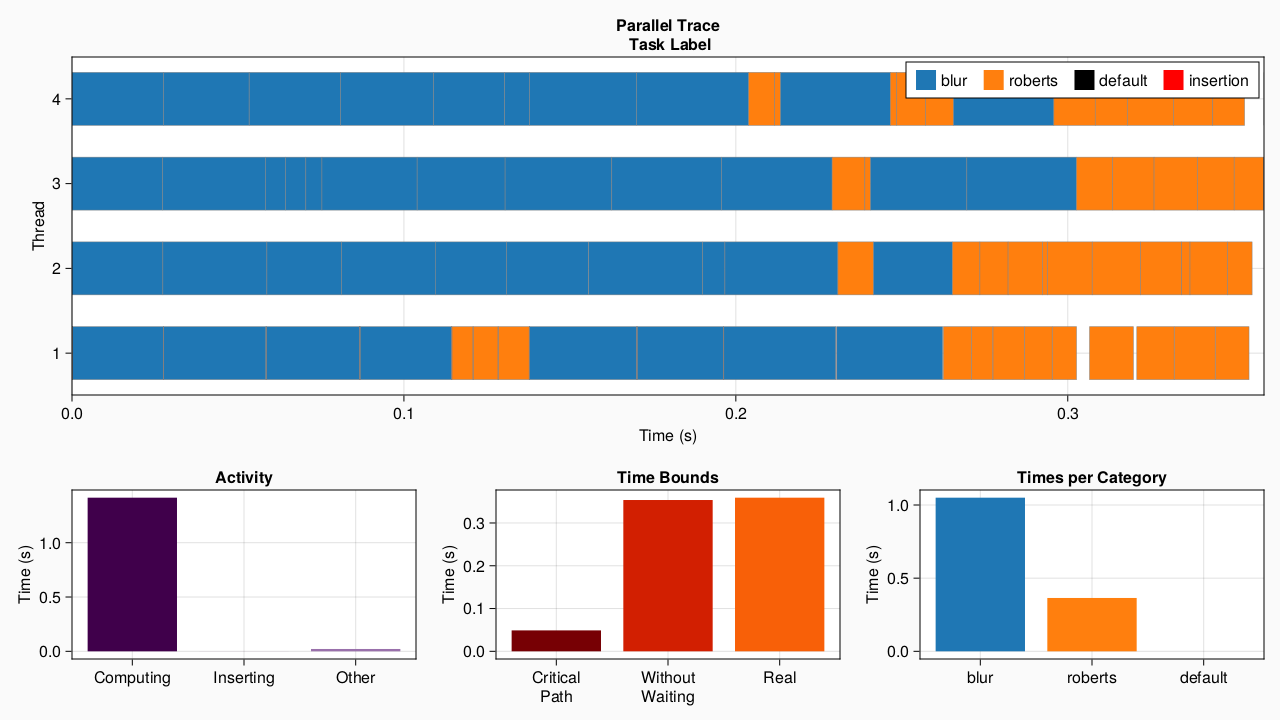 Parallel Trace
Task Label
blur roberts default insertion
Thread
4
3
2
1
0.0 0.1 0.2 0.3
Time (s)
Activity
Time (s)
1.0
0.5
0.0
Computing Inserting Other
Time Bounds
Time (s)
0.3
0.2
0.1
0.0
Critical Path Without Waiting Real
Times per Category
Time (s)
1.0
0.5
0.0
blur roberts default